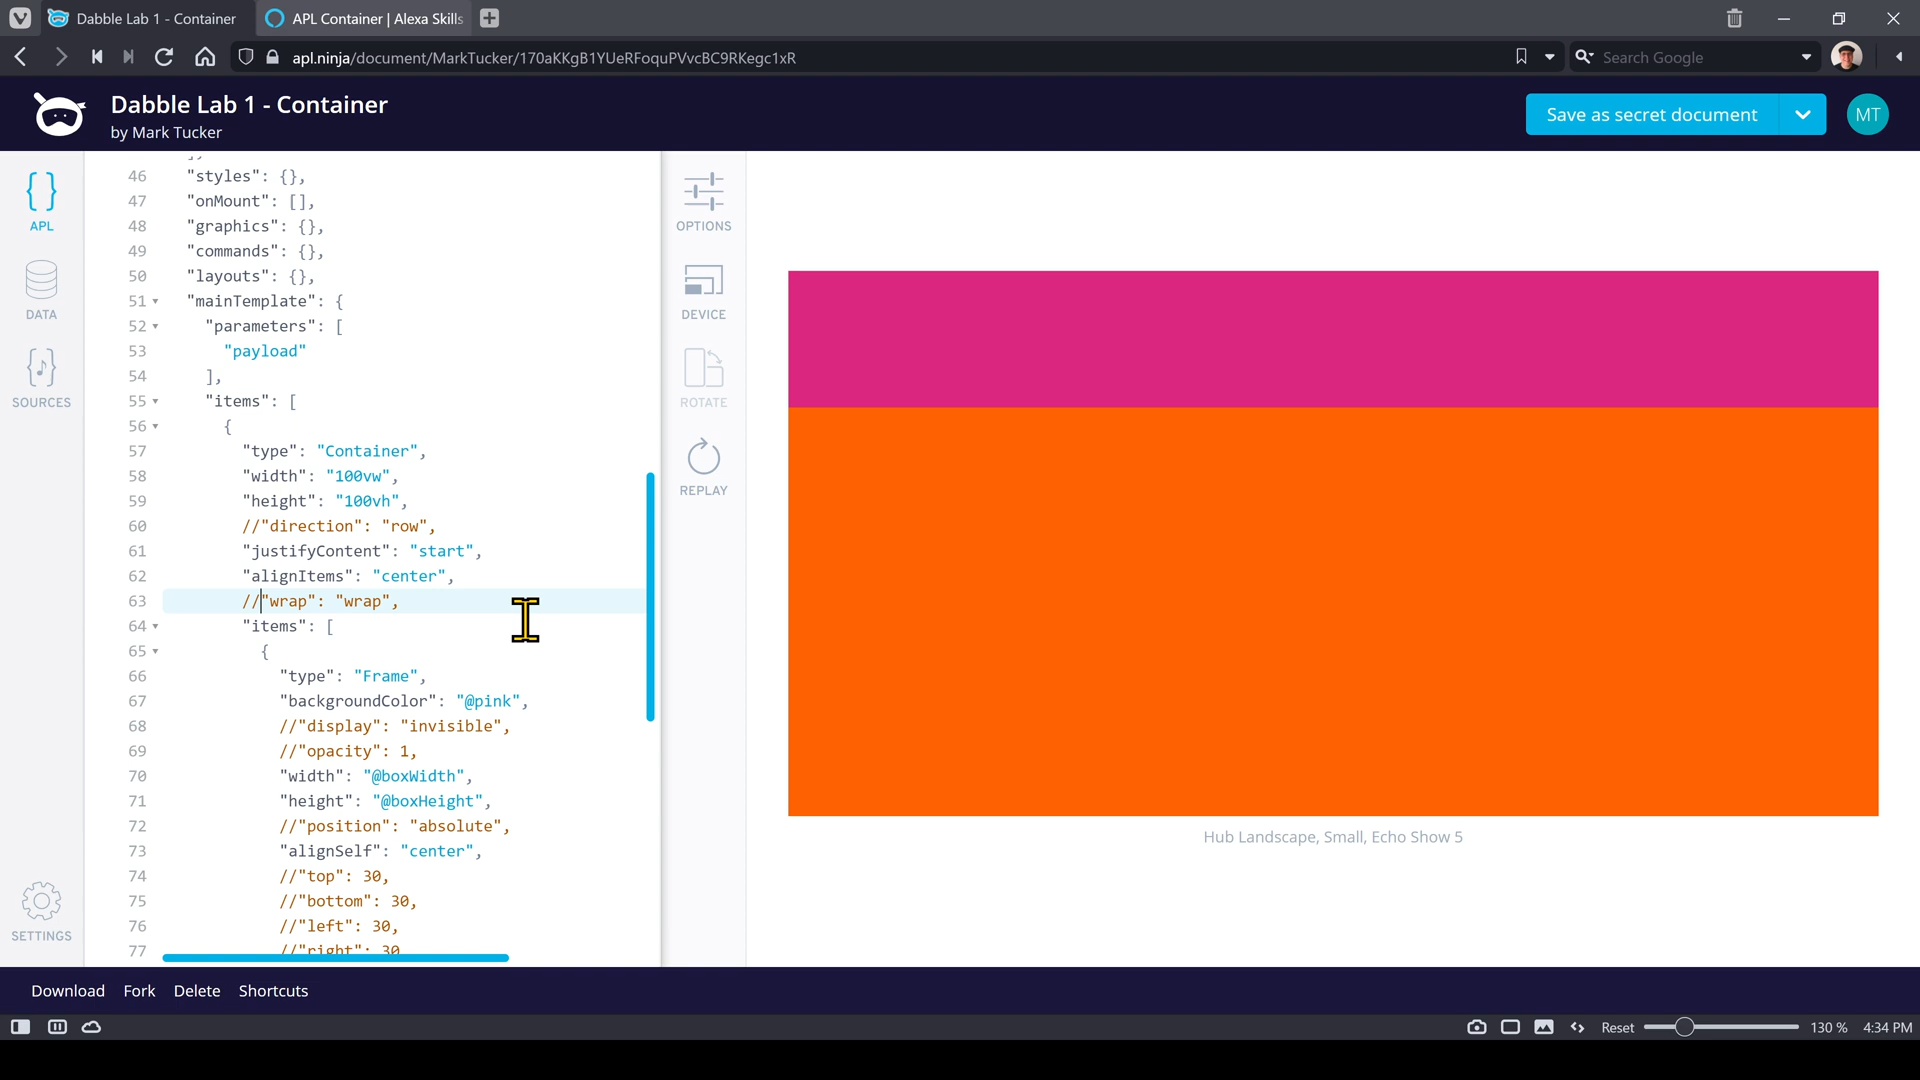 Dabble Lab 1 - Container
APL Container | Alexa Skills
apl.ninja/document/MarkTucker/170aKKgB1YUeRFoquPVvcBC9RKegc1xR
Search Google
Dabble Lab 1 - Container
by Mark Tucker
Save as secret document
MT
APL
DATA
SOURCES
SETTINGS
46 "styles": {},
47 "onMount": [],
48 "graphics": {},
49 "commands": {},
50 "layouts": {},
51 "mainTemplate": {
52 "parameters": [
53 "payload"
54 ],
55 "items": [
56 {
57 "type": "Container",
58 "width": "100vw",
59 "height": "100vh",
60 //"direction": "row",
61 "justifyContent": "start",
62 "alignItems": "center",
63 //"wrap": "wrap",
64 "items": [
65 {
66 "type": "Frame",
67 "backgroundColor": "@pink",
68 //"display": "invisible",
69 //"opacity": 1,
70 "width": "@boxWidth",
71 "height": "@boxHeight",
72 //"position": "absolute",
73 "alignSelf": "center",
74 //"top": 30,
75 //"bottom": 30,
76 //"left": 30,
77 //"right": 30
OPTIONS
DEVICE
ROTATE
REPLAY
Hub Landscape, Small, Echo Show 5
Download Fork Delete Shortcuts
Reset 130 % 4:34 PM